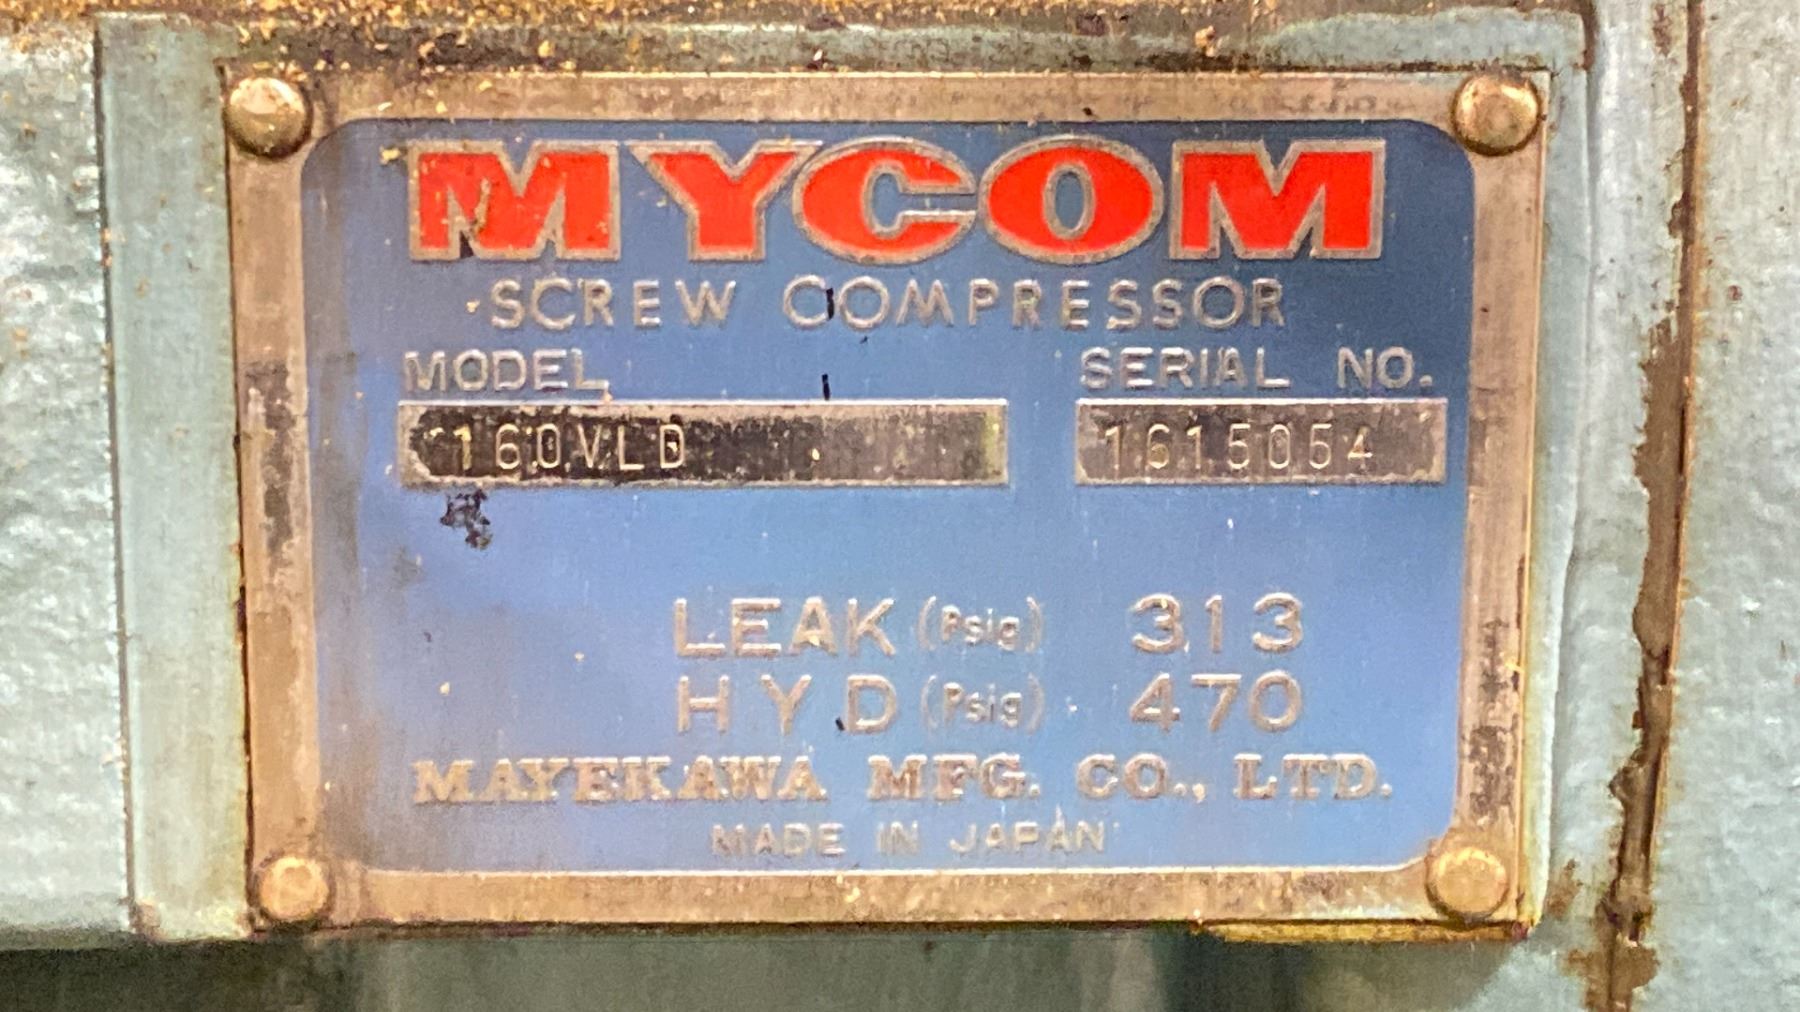 MYCOM
SCREW COMPRESSOR
MODEL SERIAL NO.
160VLD 1615054
LEAK (Psig) 313
HYD (Psig) 470
MAYEKAWA MFG. CO., LTD.
MADE IN JAPAN